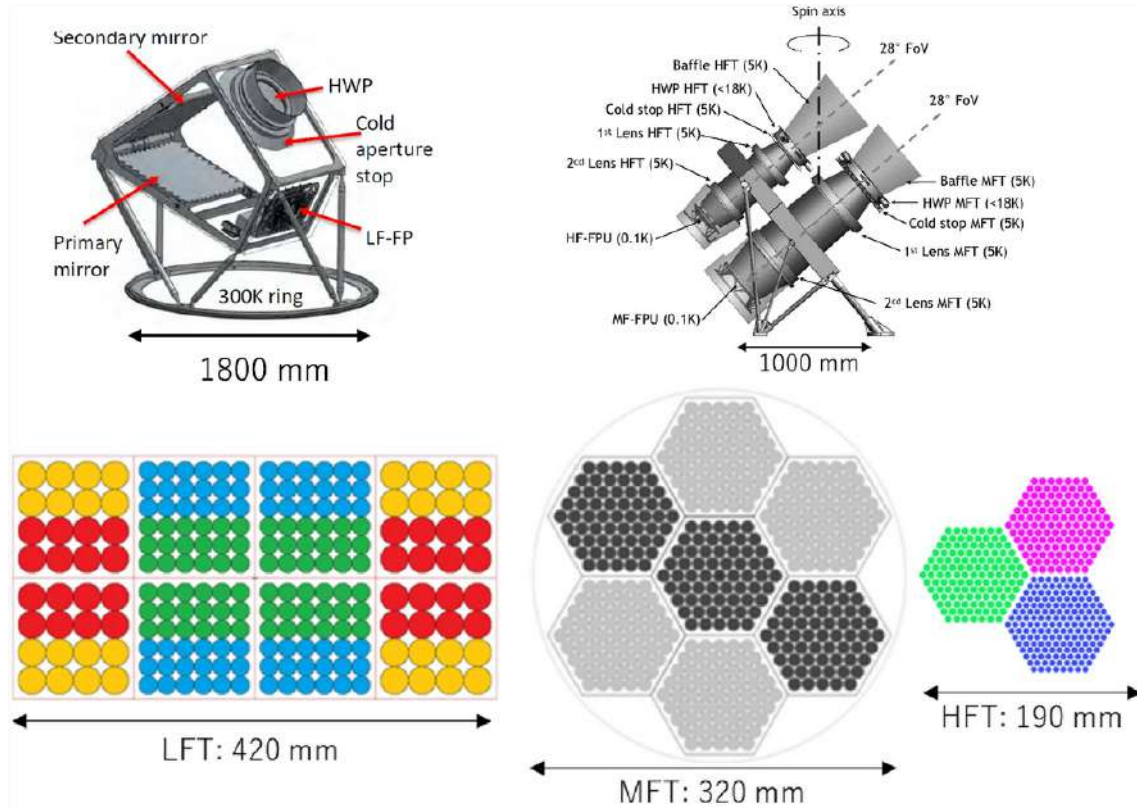 Secondary mirror
HWP
Cold
aperture
stop
LF-FP
Primary
mirror
300K ring
1800 mm
Spin axis
28° FoV
28° FoV
Baffle HFT (5K)
HWP HFT (<18K)
Cold stop HFT (5K)
1st Lens HFT (5K)
2cd Lens HFT (5K)
HF-FPU (0.1K)
MF-FPU (0.1K)
Baffle MFT (5K)
HWP MFT (<18K)
Cold stop MFT (5K)
1st Lens MFT (5K)
2cd Lens MFT (5K)
1000 mm
LFT: 420 mm
MFT: 320 mm
HFT: 190 mm